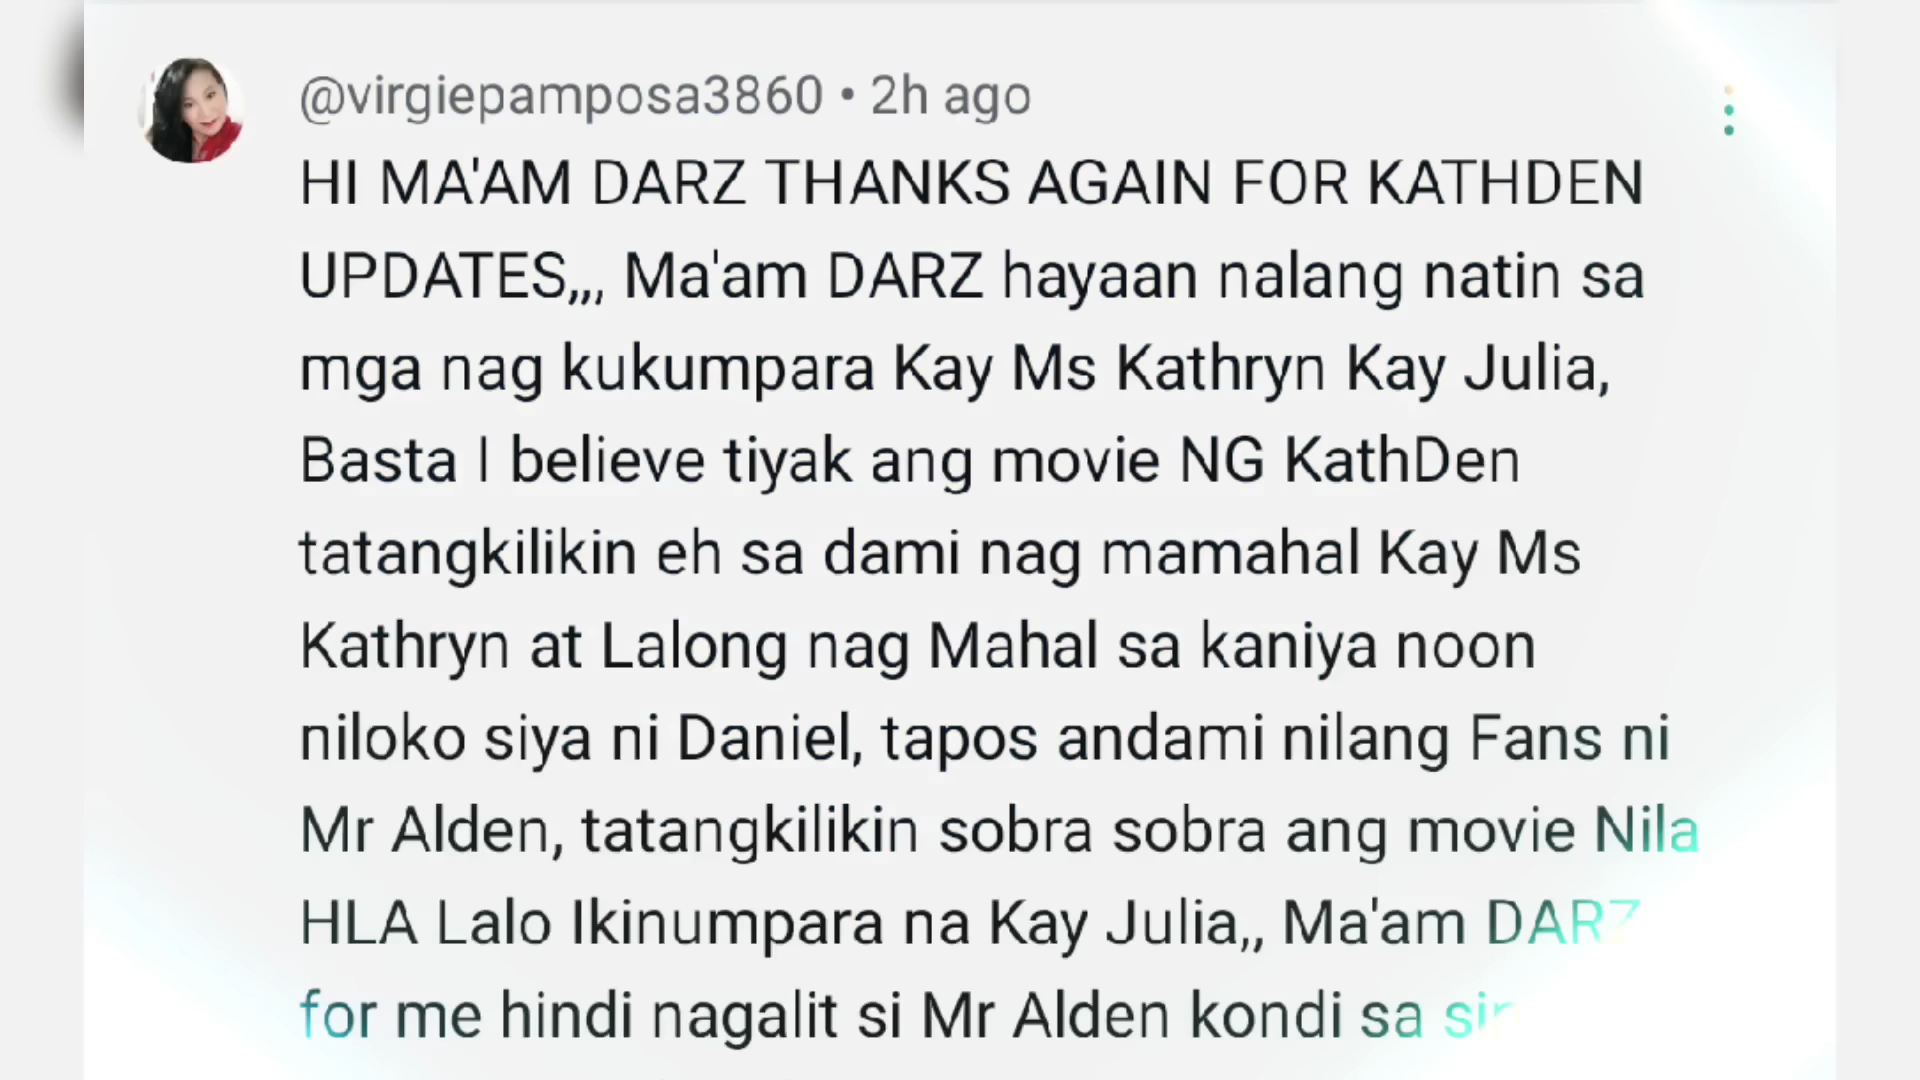 @virgiepamposa3860 • 2h ago
HI MA'AM DARZ THANKS AGAIN FOR KATHDEN
UPDATES,,, Ma'am DARZ hayaan nalang natin sa
mga nag kukumpara Kay Ms Kathryn Kay Julia,
Basta I believe tiyak ang movie NG KathDen
tatangkilikin eh sa dami nag mamahal Kay Ms
Kathryn at Lalong nag Mahal sa kaniya noon
niloko siya ni Daniel, tapos andami nilang Fans ni
Mr Alden, tatangkilikin sobra sobra ang movie Nila
HLA Lalo Ikinumpara na Kay Julia,, Ma'am DARZ
for me hindi nagalit si Mr Alden kondi sa